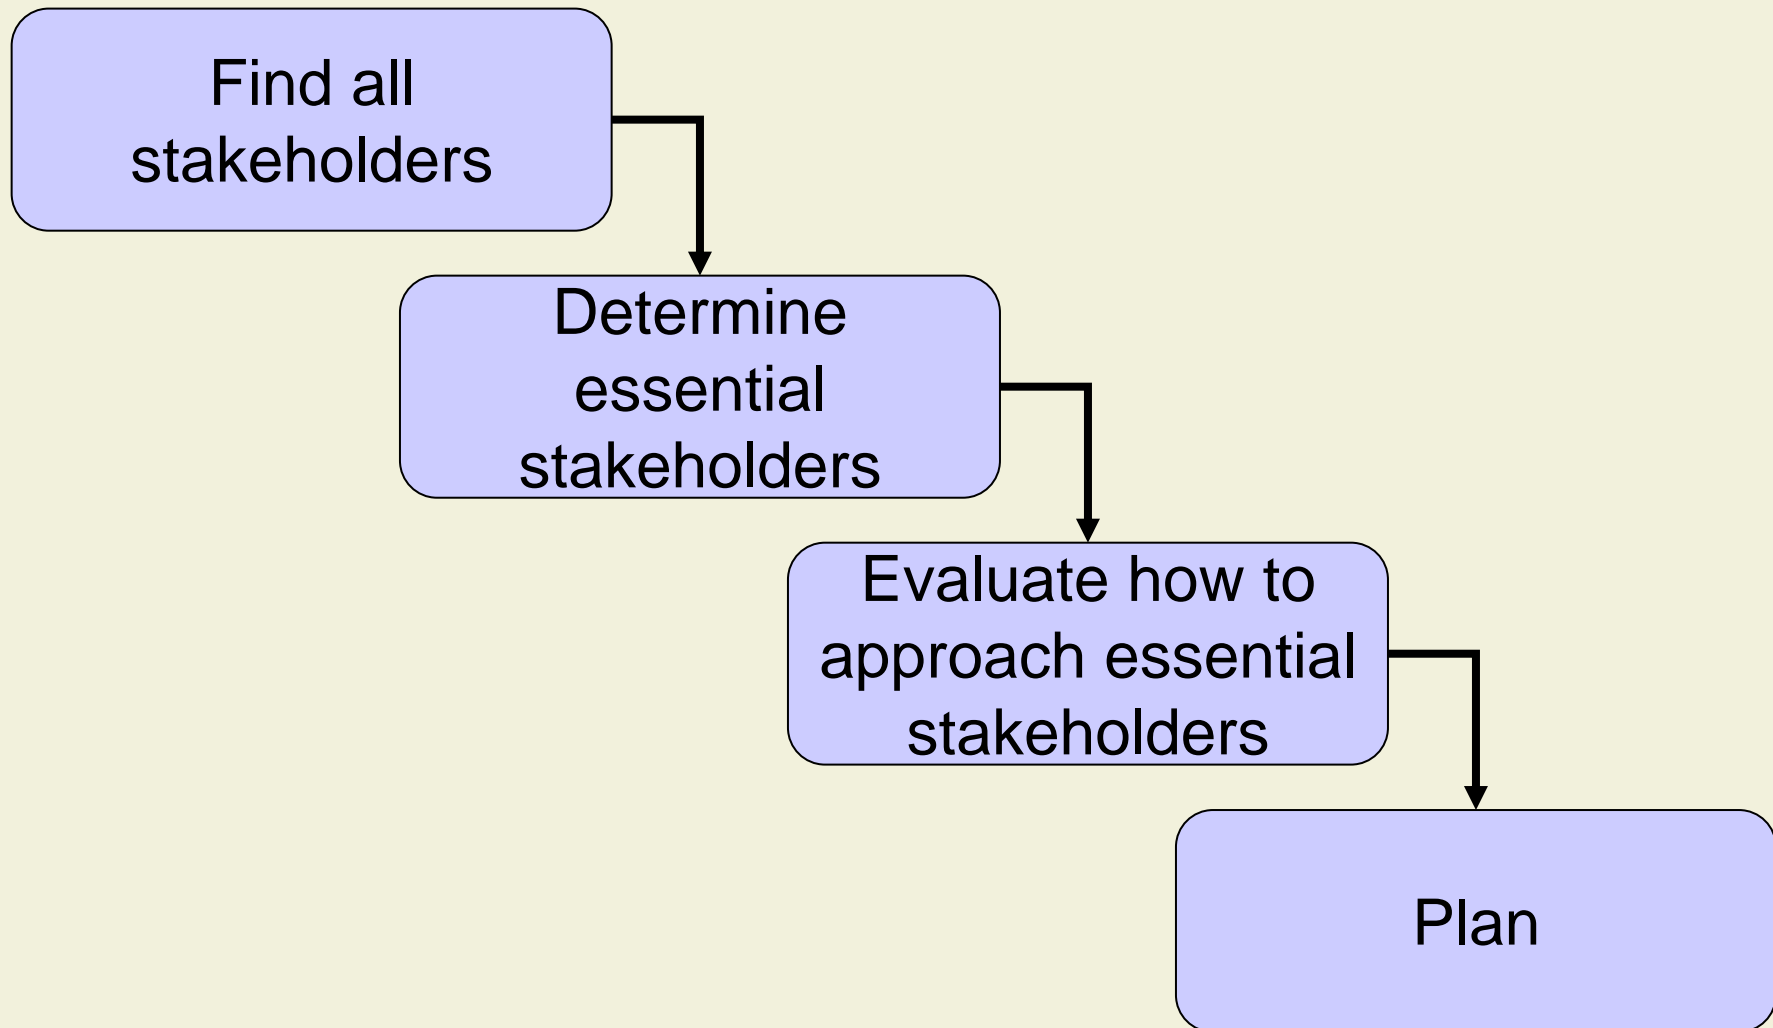 Find all
stakeholders
Determine
essential
stakeholders
Evaluate how to
approach essential
stakeholders
Plan